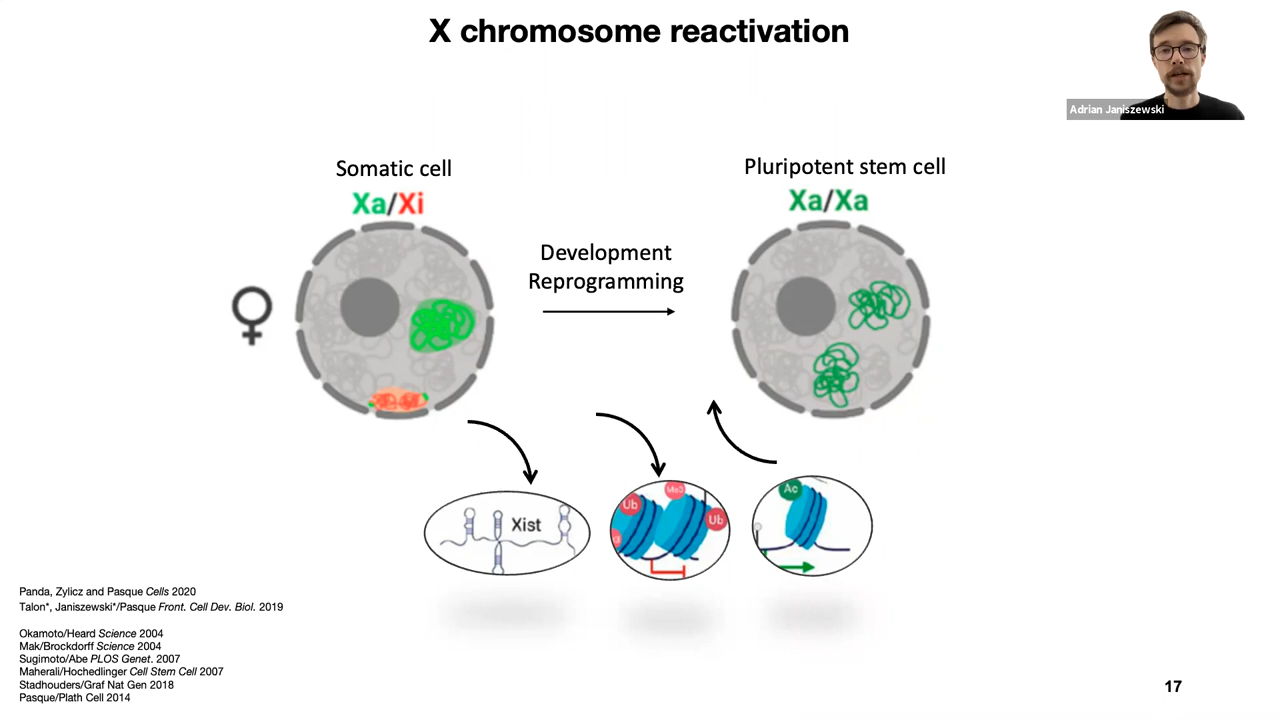 X chromosome reactivation
Adrian Janiszewski
Somatic cell
Xa/Xi
Pluripotent stem cell
Xa/Xa
Development
Reprogramming
Xist
Ub
Me3
Ub
Ac
Panda, Zylicz and Pasque Cells 2020
Talon*, Janiszewski*/Pasque Front. Cell Dev. Biol. 2019
Okamoto/Heard Science 2004
Mak/Brockdorff Science 2004
Sugimoto/Abe PLOS Genet. 2007
Maherali/Hochedlinger Cell Stem Cell 2007
Stadhouders/Graf Nat Gen 2018
Pasque/Plath Cell 2014
17